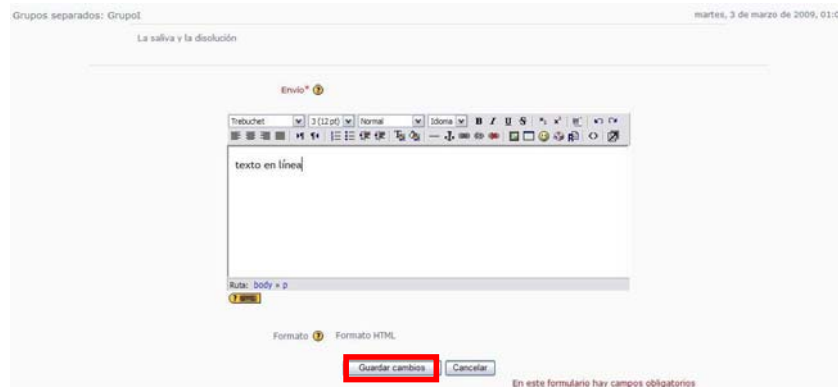 Grupos separados: GrupoI
martes, 3 de marzo de 2009, 01:0
La saliva y la disolución
Envío*
Trebuchet 3 (12 pt) Normal Idioma B I U S
texto en línea
Ruta: body » p
Formato Formato HTML
Guardar cambios Cancelar
En este formulario hay campos obligatorios